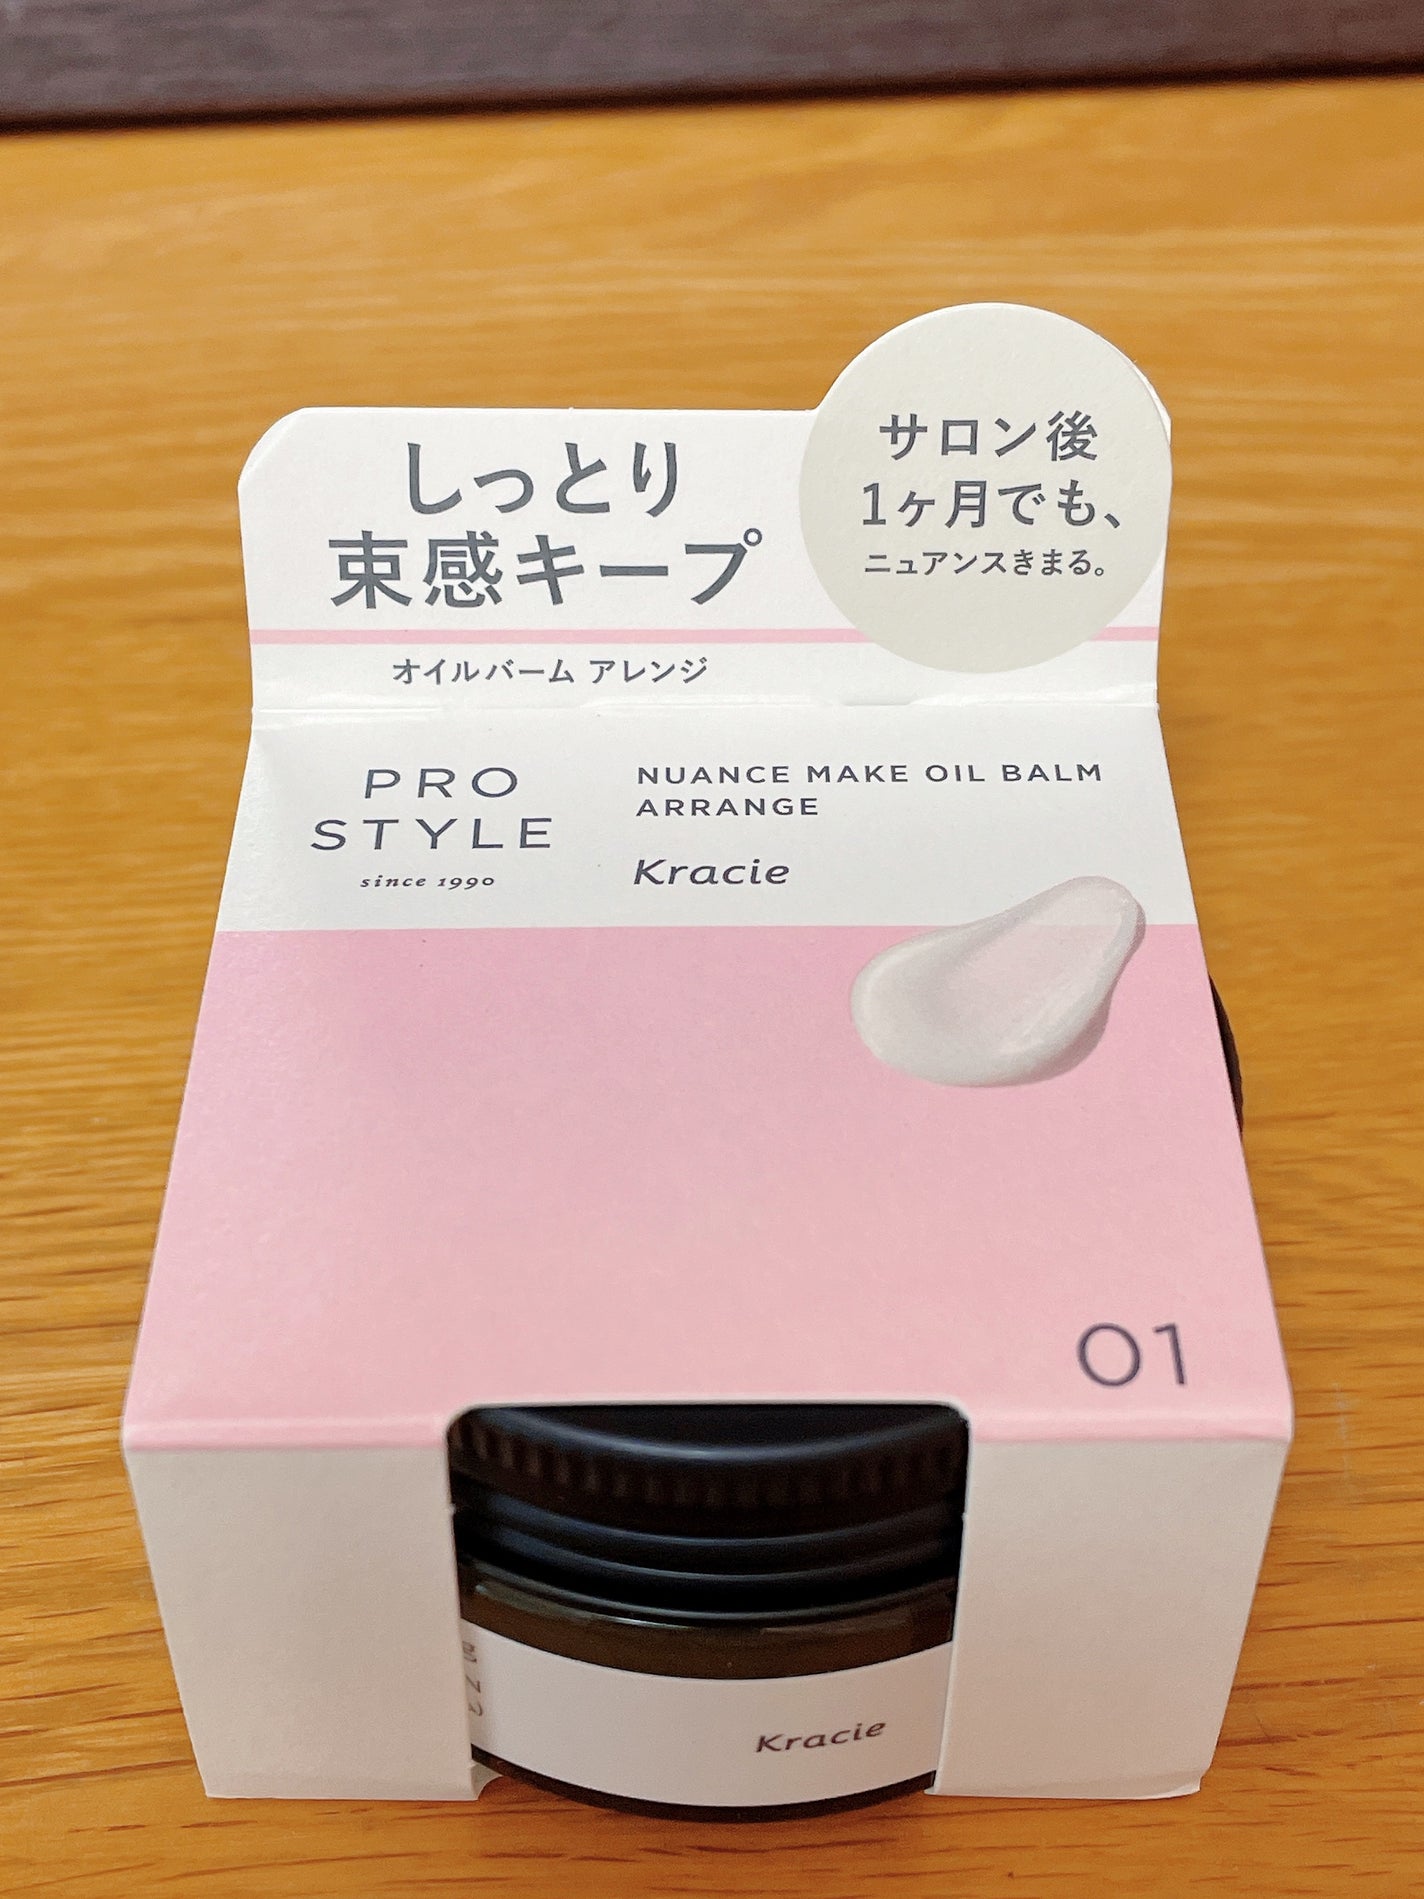 しっとり
束感キープ
サロン後
1ヶ月でも、
ニュアンスきまる。
オイルバーム アレンジ
PRO
STYLE
since 1990
NUANCE MAKE OIL BALM
ARRANGE
Kracie
01
Kracie